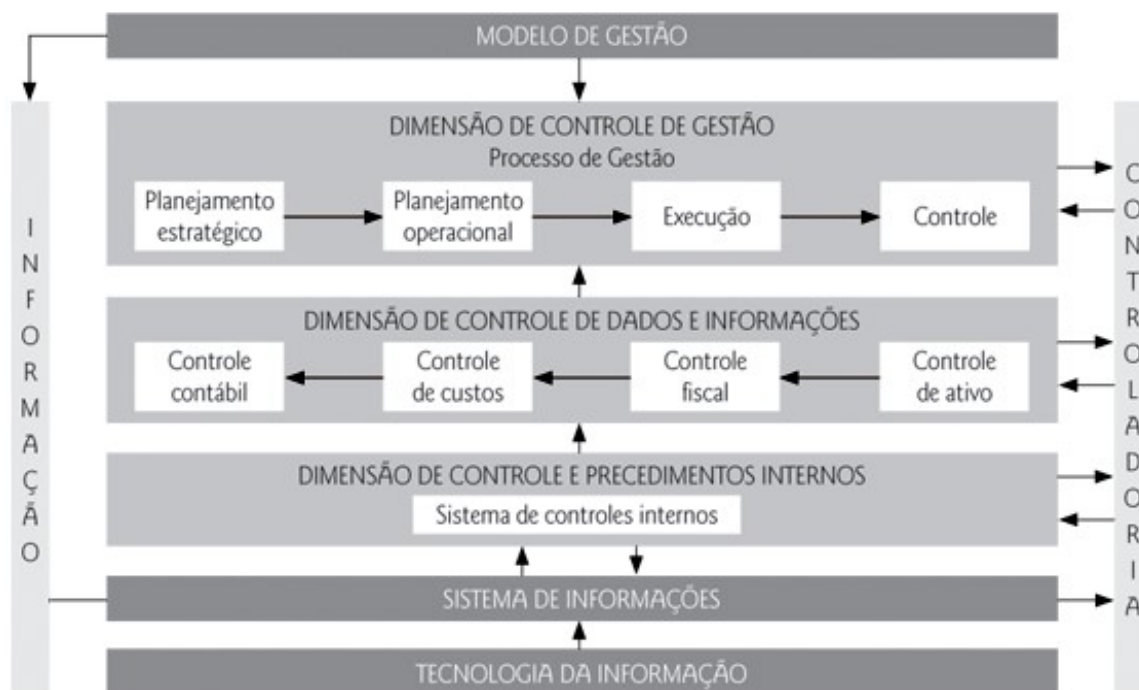 MODELO DE GESTÃO
DIMENSÃO DE CONTROLE DE GESTÃO
Processo de Gestão
Planejamento
estratégico
Planejamento
operacional
Execução
Controle
DIMENSÃO DE CONTROLE DE DADOS E INFORMAÇÕES
Controle
contábil
Controle
de custos
Controle
fiscal
Controle
de ativo
DIMENSÃO DE CONTROLE E PRECEDIMENTOS INTERNOS
Sistema de controles internos
SISTEMA DE INFORMAÇÕES
TECNOLOGIA DA INFORMAÇÃO
INFORMAÇÃO
CONTROLADORIA